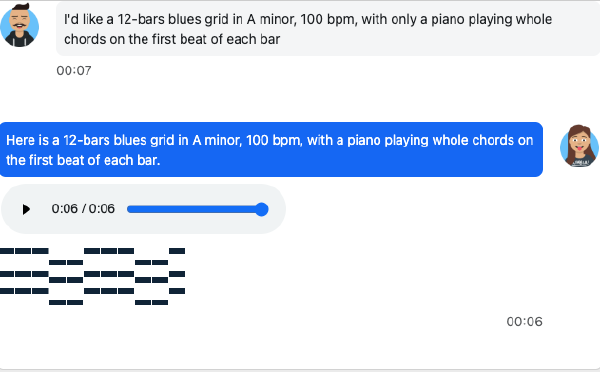 I'd like a 12-bars blues grid in A minor, 100 bpm, with only a piano playing whole
chords on the first beat of each bar
00:07
Here is a 12-bars blues grid in A minor, 100 bpm, with a piano playing whole chords on
the first beat of each bar.
0:06 / 0:06
00:06